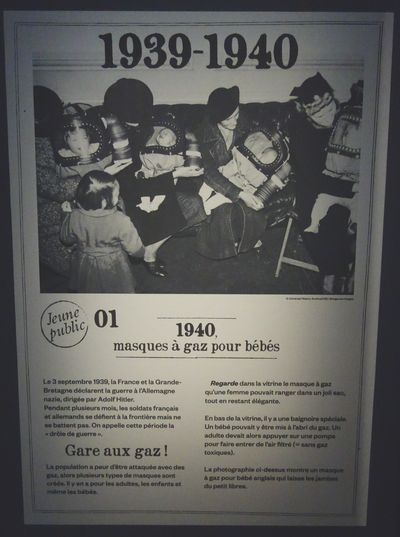 1939-1940
Jeune
public
01
1940,
masques à gaz pour bébés
Le 3 septembre 1939, la France et la Grande-
Bretagne déclarent la guerre à l'Allemagne
nazie, dirigée par Adolf Hitler.
Pendant plusieurs mois, les soldats français
et allemands se défient à la frontière mais ne
se battent pas. On appelle cette période la
« drôle de guerre ».
Gare aux gaz !
La population a peur d'être attaquée avec des
gaz, alors plusieurs types de masques sont
créés. Il y en a pour les adultes, les enfants et
même les bébés.
Regarde dans la vitrine le masque à gaz
qu'une femme pouvait ranger dans un joli sac,
tout en restant élégante.
En bas de la vitrine, il y a une baignoire spéciale.
Un bébé pouvait y être mis à l'abri du gaz. Un
adulte devait alors appuyer sur une pompe
pour faire entrer de l'air filtré (= sans gaz
toxiques).
La photographie ci-dessus montre un masque
à gaz pour bébé anglais qui laisse les jambes
du petit libres.